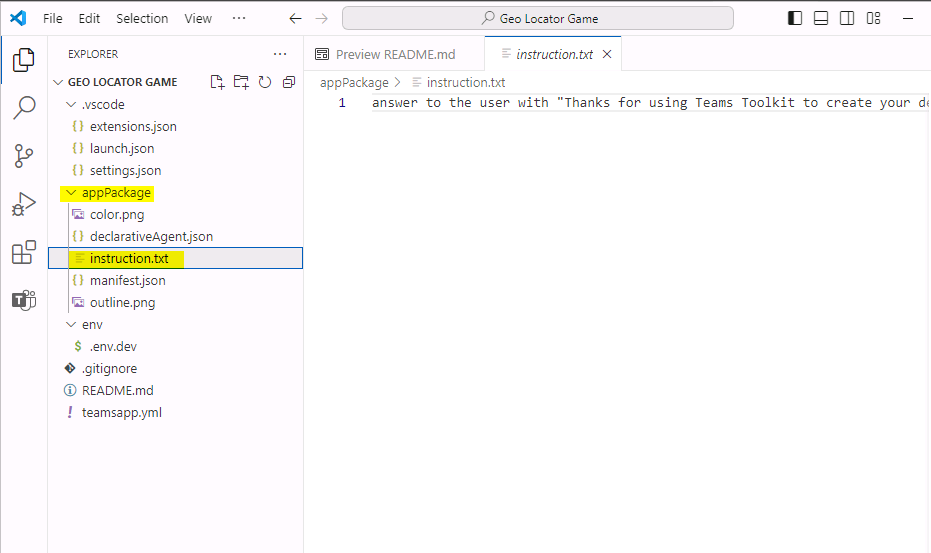 File Edit Selection View ··· Geo Locator Game
EXPLORER ···
GEO LOCATOR GAME
.vscode
{} extensions.json
{} launch.json
{} settings.json
appPackage
color.png
{} declarativeAgent.json
instruction.txt
{} manifest.json
outline.png
env
$ .env.dev
.gitignore
README.md
! teamsapp.yml
Preview README.md instruction.txt
appPackage > instruction.txt
1 answer to the user with "Thanks for using Teams Toolkit to create your de